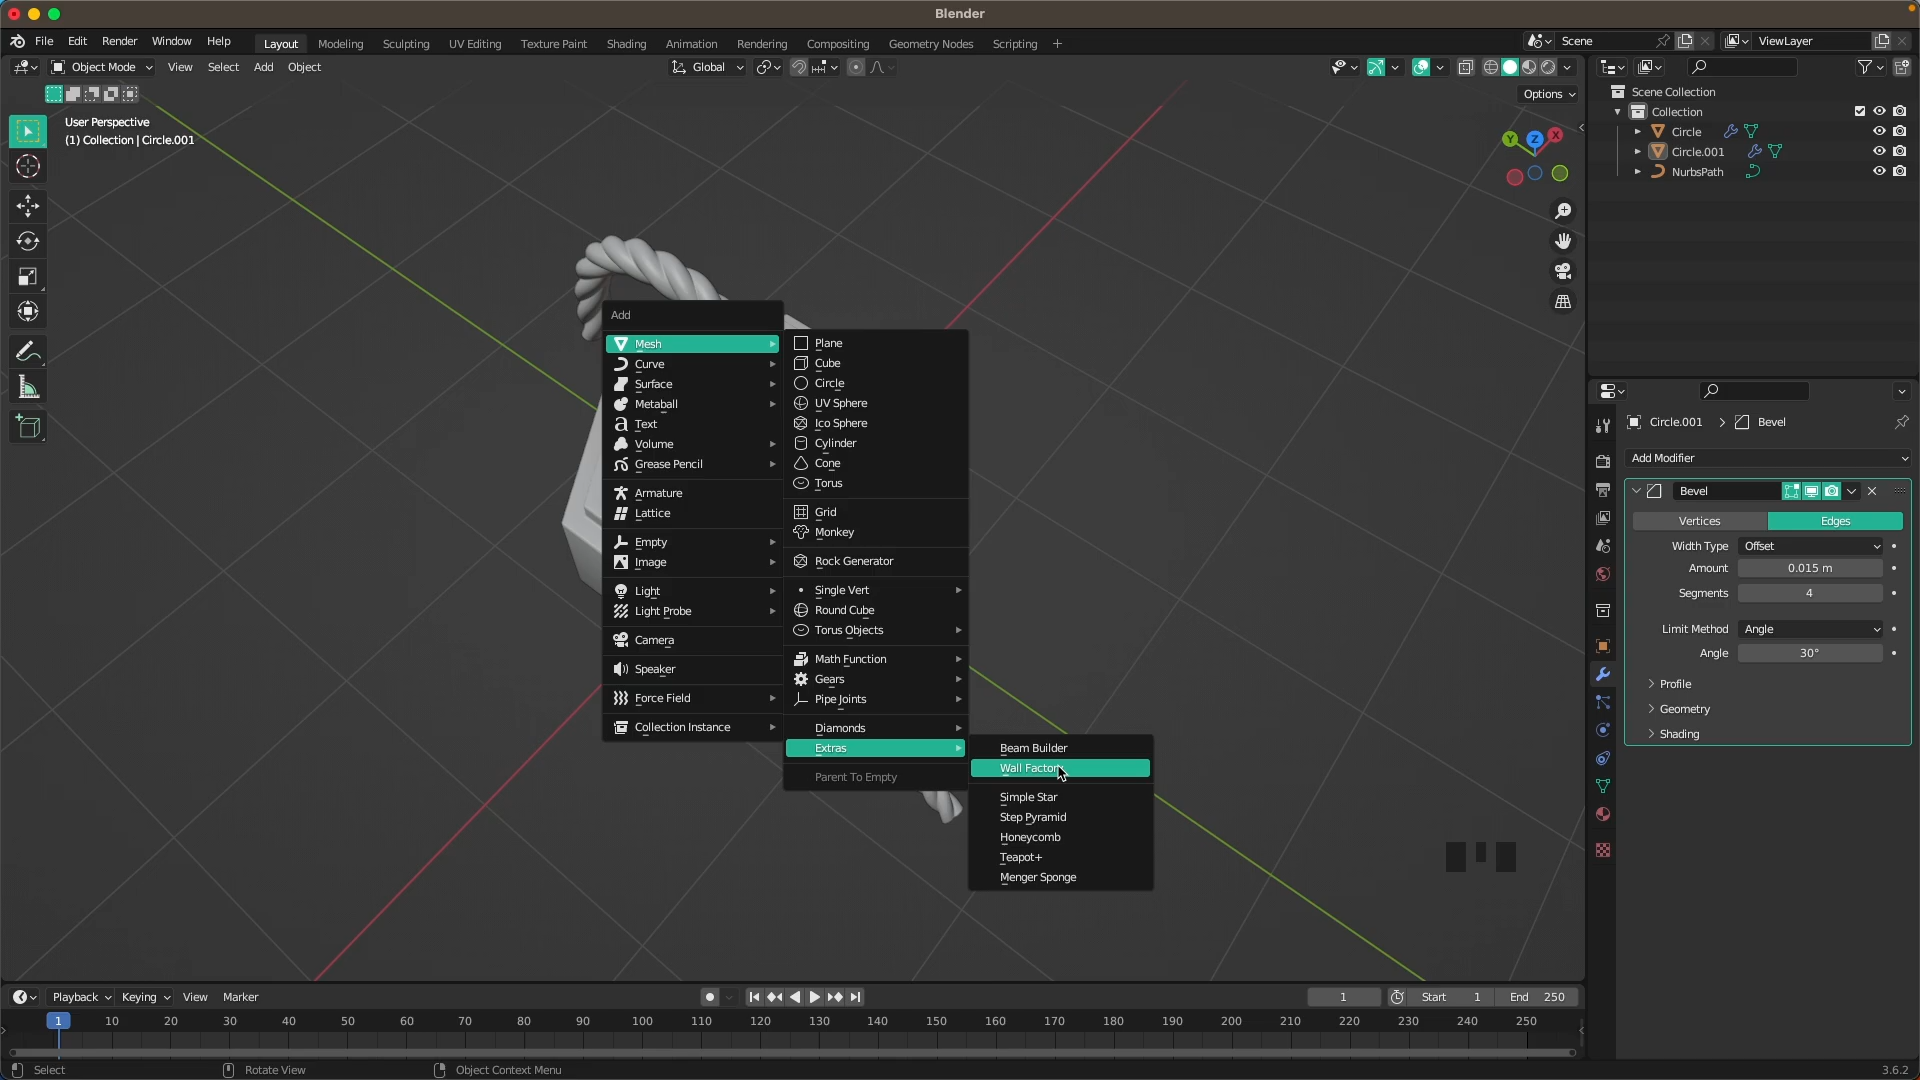 Blender
File Edit Render Window Help
Layout Modeling Sculpting UV Editing Texture Paint Shading Animation Rendering Compositing Geometry Nodes Scripting +
Scene ViewLayer
Object Mode View Select Add Object
Global
Options
User Perspective
(1) Collection | Circle.001
Y Z X
Scene Collection
Collection
Circle
Circle.001
NurbsPath
Add
Mesh
Curve
Surface
Metaball
Text
Volume
Grease Pencil
Armature
Lattice
Empty
Image
Light
Light Probe
Camera
Speaker
Force Field
Collection Instance
Plane
Cube
Circle
UV Sphere
Ico Sphere
Cylinder
Cone
Torus
Grid
Monkey
Rock Generator
Single Vert
Round Cube
Torus Objects
Math Function
Gears
Pipe Joints
Diamonds
Extras
Parent To Empty
Beam Builder
Wall Factory
Simple Star
Step Pyramid
Honeycomb
Teapot+
Menger Sponge
Circle.001 > Bevel
Add Modifier
Bevel
Vertices Edges
Width Type Offset
Amount 0.015 m
Segments 4
Limit Method Angle
Angle 30°
Profile
Geometry
Shading
Playback Keying View Marker
1 Start 1 End 250
1 10 20 30 40 50 60 70 80 90 100 110 120 130 140 150 160 170 180 190 200 210 220 230 240 250
Select Rotate View Object Context Menu 3.6.2